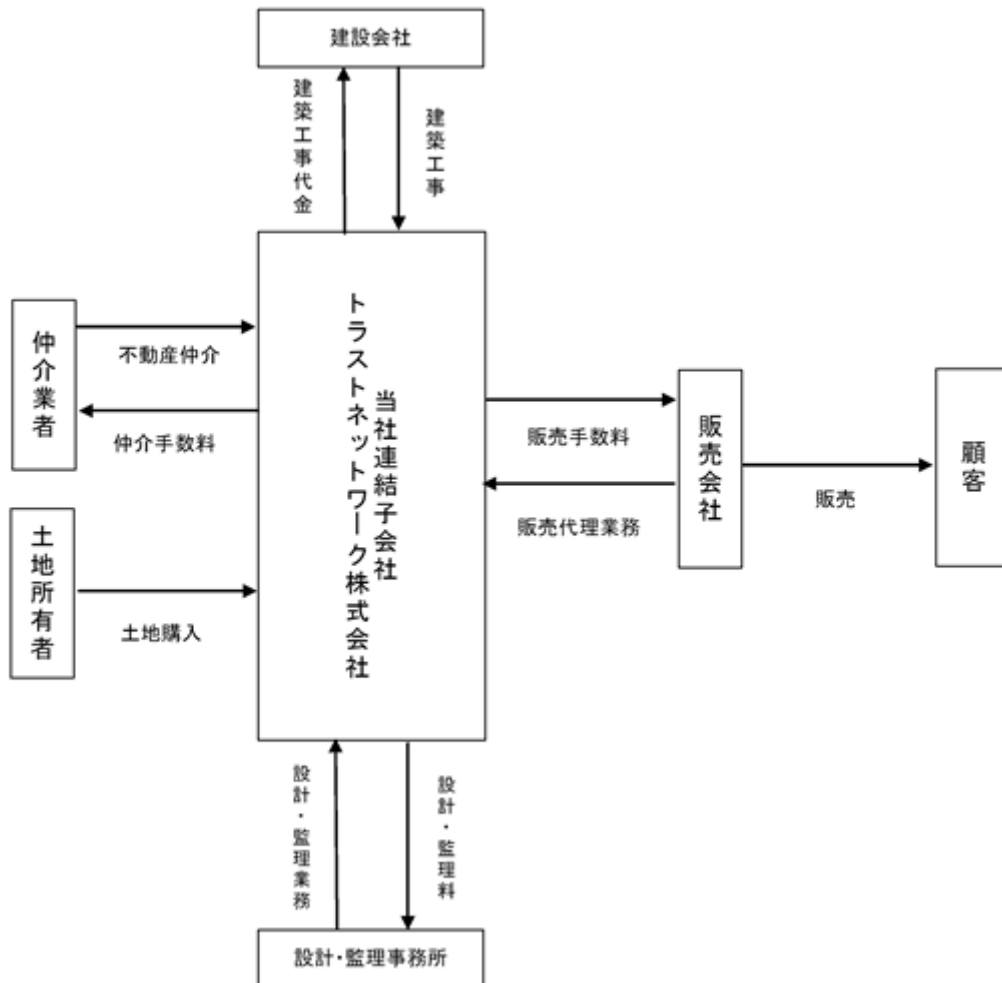 建設会社
建築工事代金
建築工事
仲介業者
不動産仲介
仲介手数料
土地所有者
土地購入
当社連結子会社
トラストネットワーク株式会社
販売手数料
販売代理業務
販売会社
販売
顧客
設計・監理業務
設計・監理料
設計・監理事務所